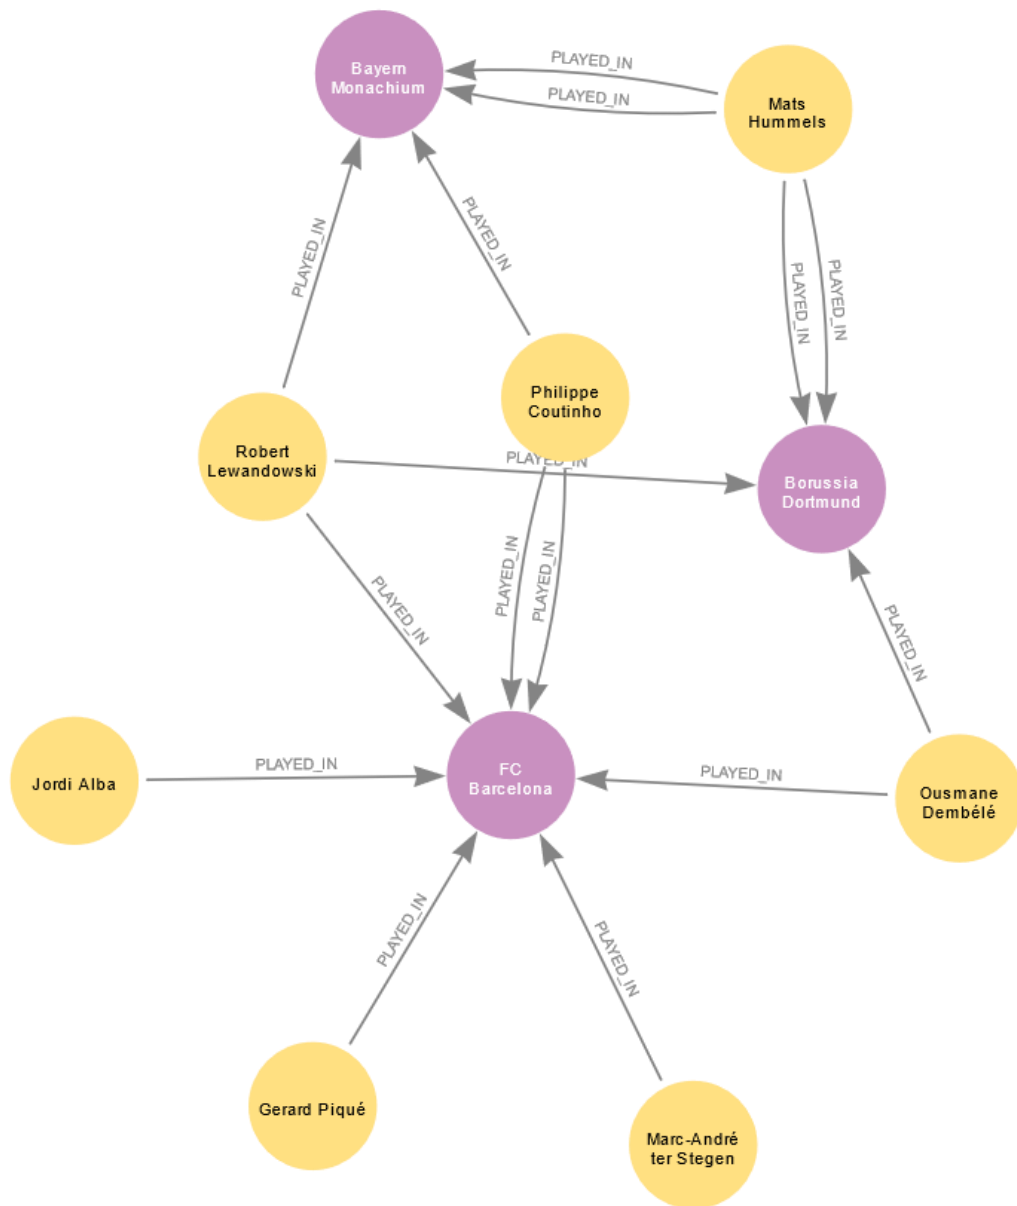 Bayern
Monachium
PLAYED_IN
PLAYED_IN
Mats
Hummels
PLAYED_IN
PLAYED_IN
PLAYED_IN
PLAYED_IN
Philippe
Coutinho
Robert
Lewandowski
PLAYED_IN
Borussia
Dortmund
PLAYED_IN
PLAYED_IN
PLAYED_IN
PLAYED_IN
Jordi Alba
PLAYED_IN
FC
Barcelona
PLAYED_IN
Ousmane
Dembélé
PLAYED_IN
PLAYED_IN
Gerard Piqué
Marc-André
ter Stegen